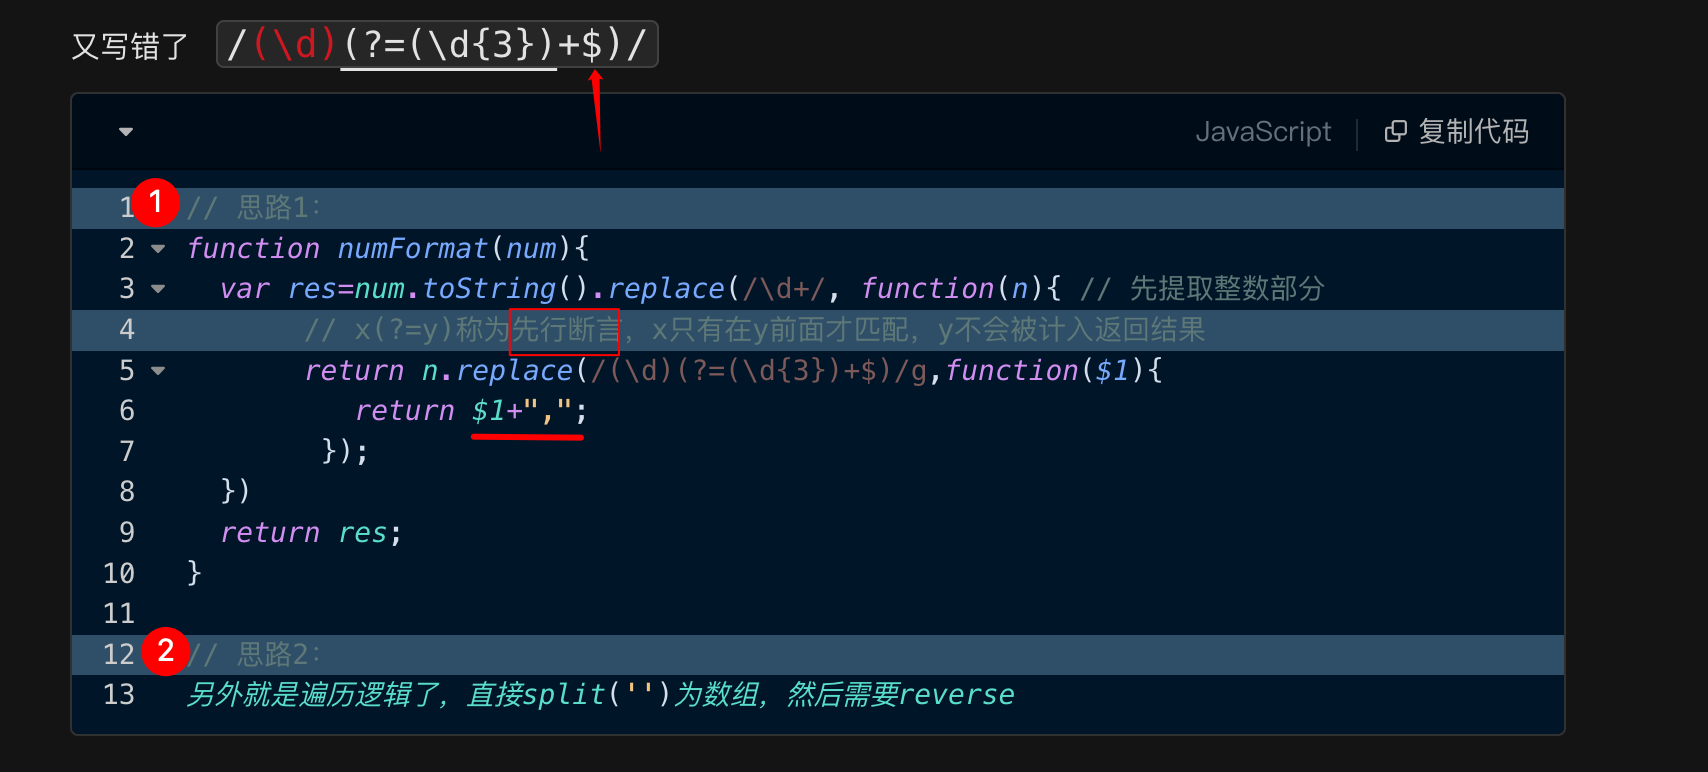 又写错了 /(\d)(?=(\d{3})+$)/
JavaScript 复制代码
1 1 // 思路1:
2 function numFormat(num){
3 var res=num.toString().replace(/\d+/, function(n){ // 先提取整数部分
4 // x(?=y)称为先行断言，x只有在y前面才匹配，y不会被计入返回结果
5 return n.replace(/(\d)(?=(\d{3})+$)/g,function($1){
6 return $1+",";
7 });
8 })
9 return res;
10 }
11
12 2 // 思路2:
13 另外就是遍历逻辑了，直接split('')为数组，然后需要reverse